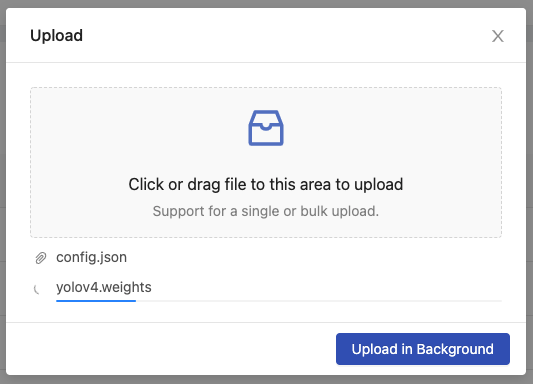 Upload
Click or drag file to this area to upload
Support for a single or bulk upload.
config.json
yolov4.weights
Upload in Background